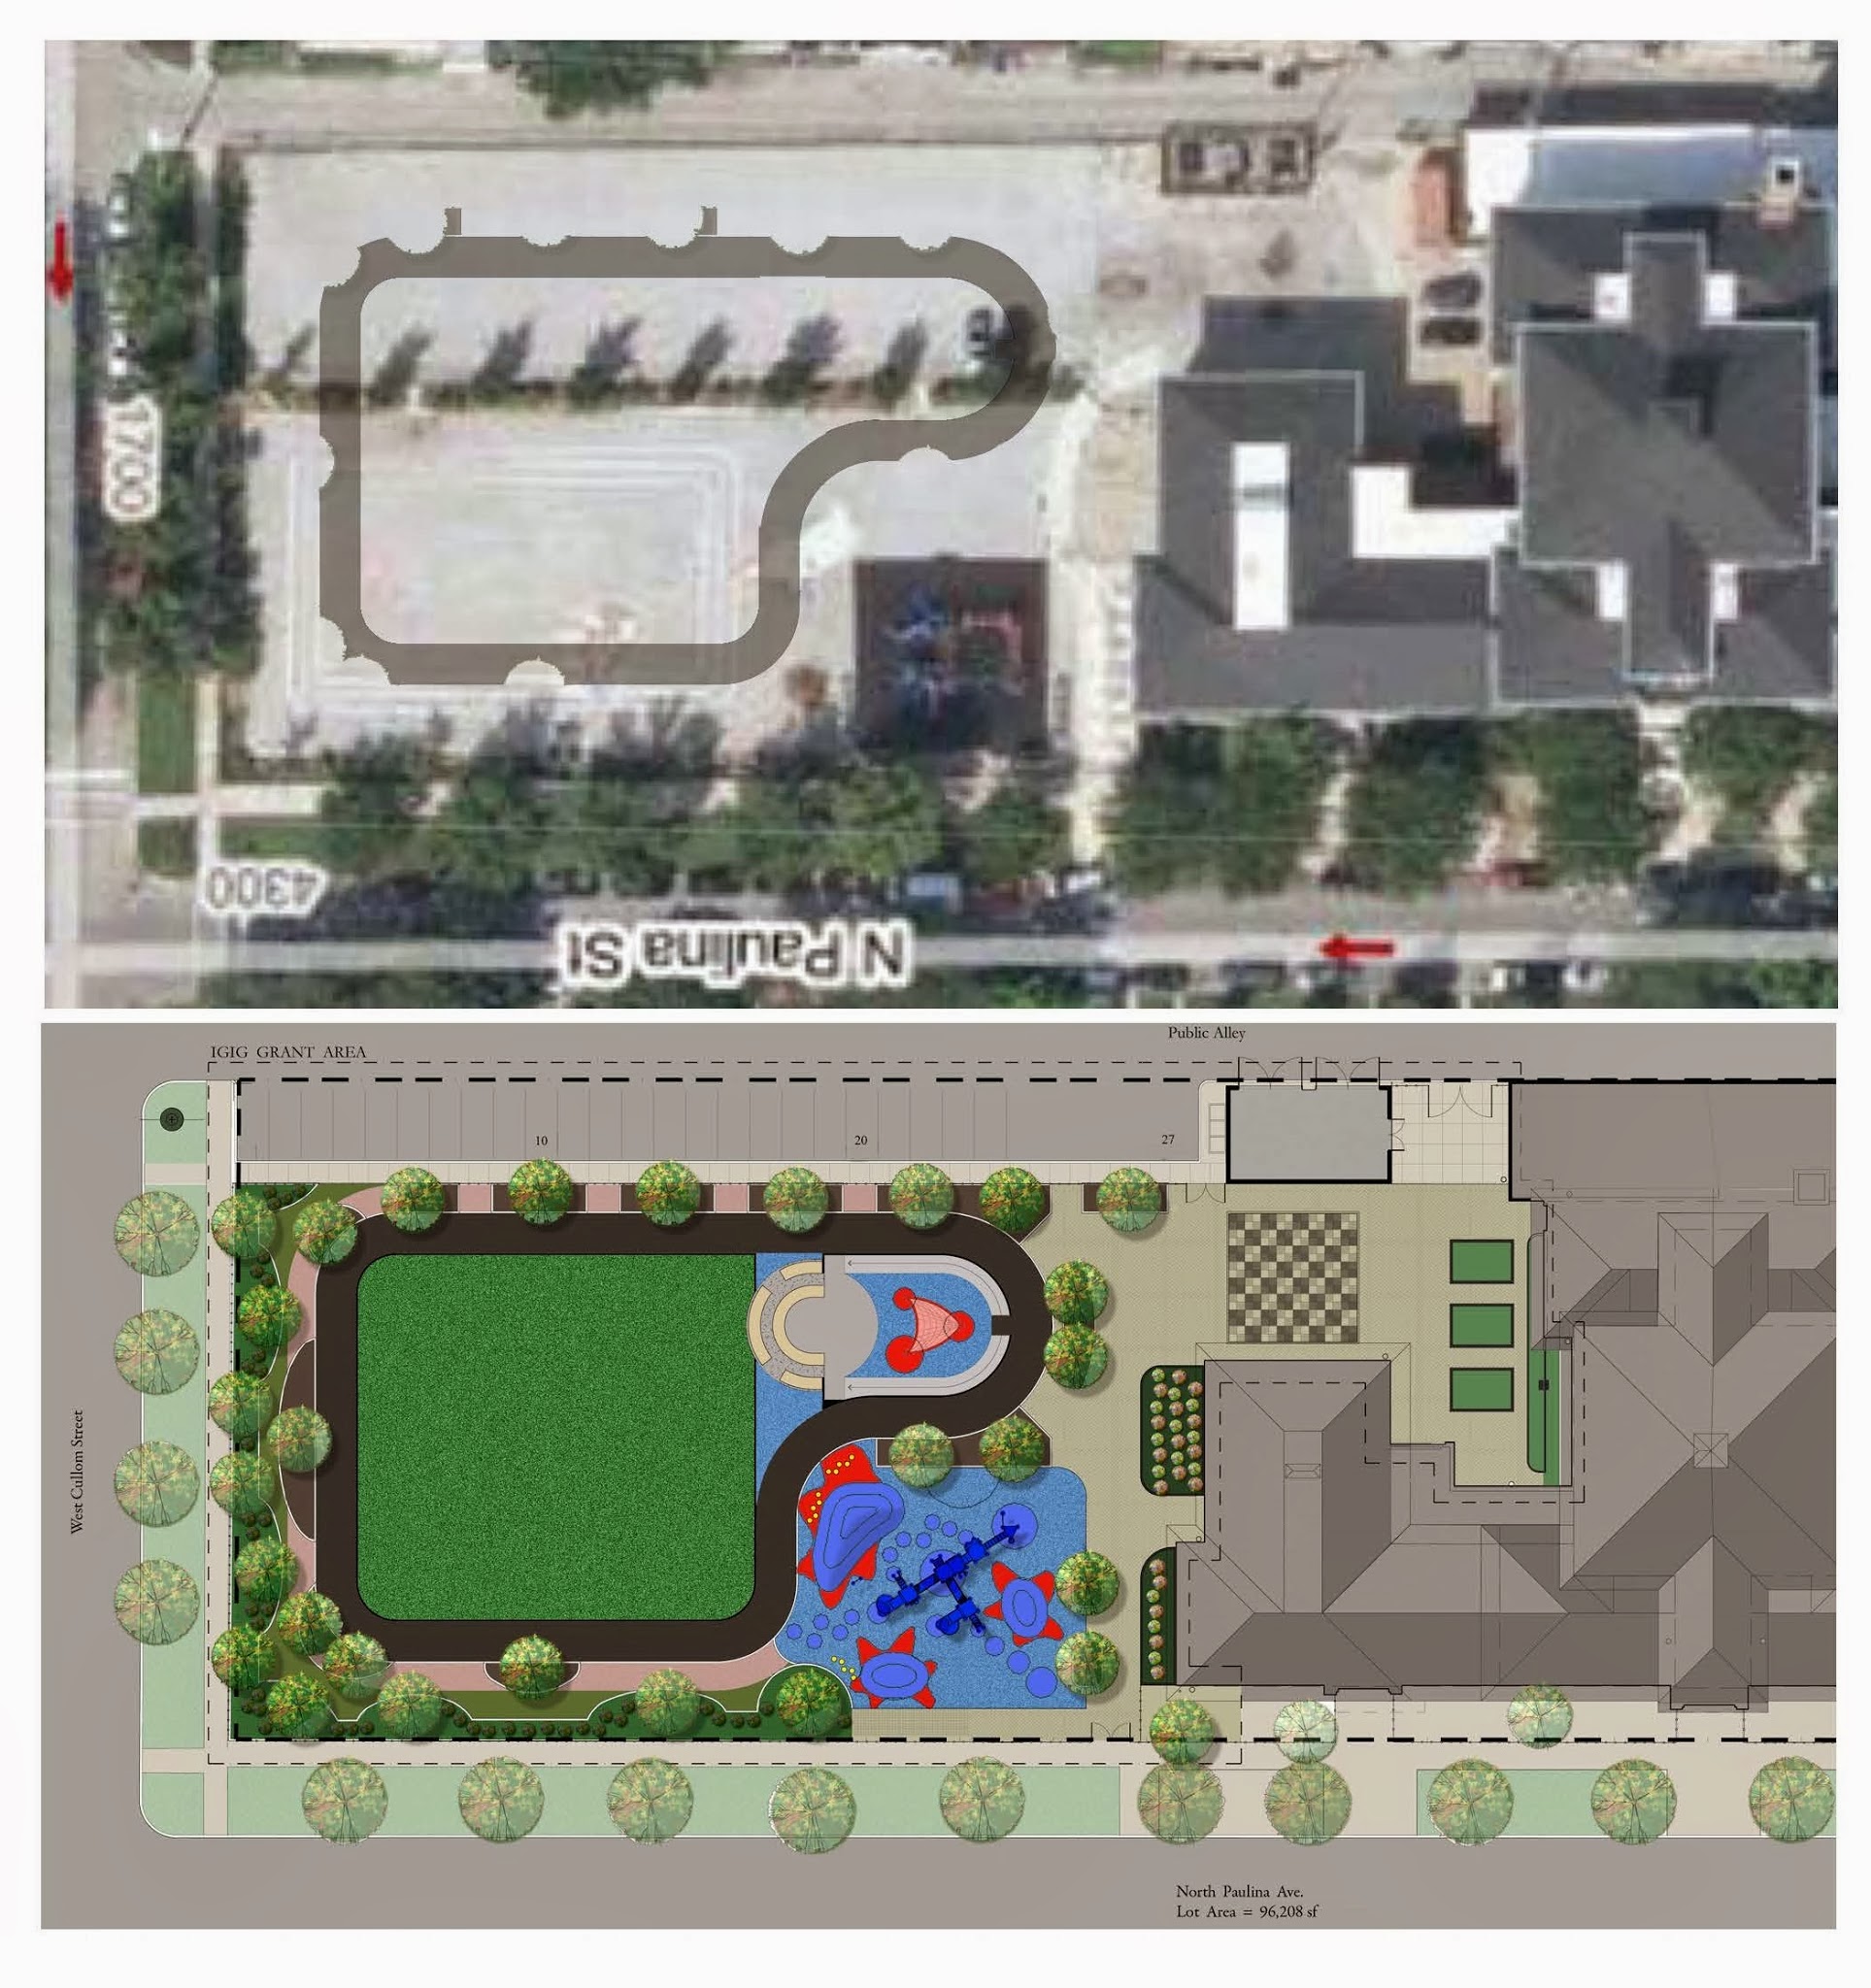 1700
4300
N Paulina St
Public Alley
IGIG GRANT AREA
10
20
27
West Cullom Street
North Paulina Ave.
Lot Area = 96,208 sf